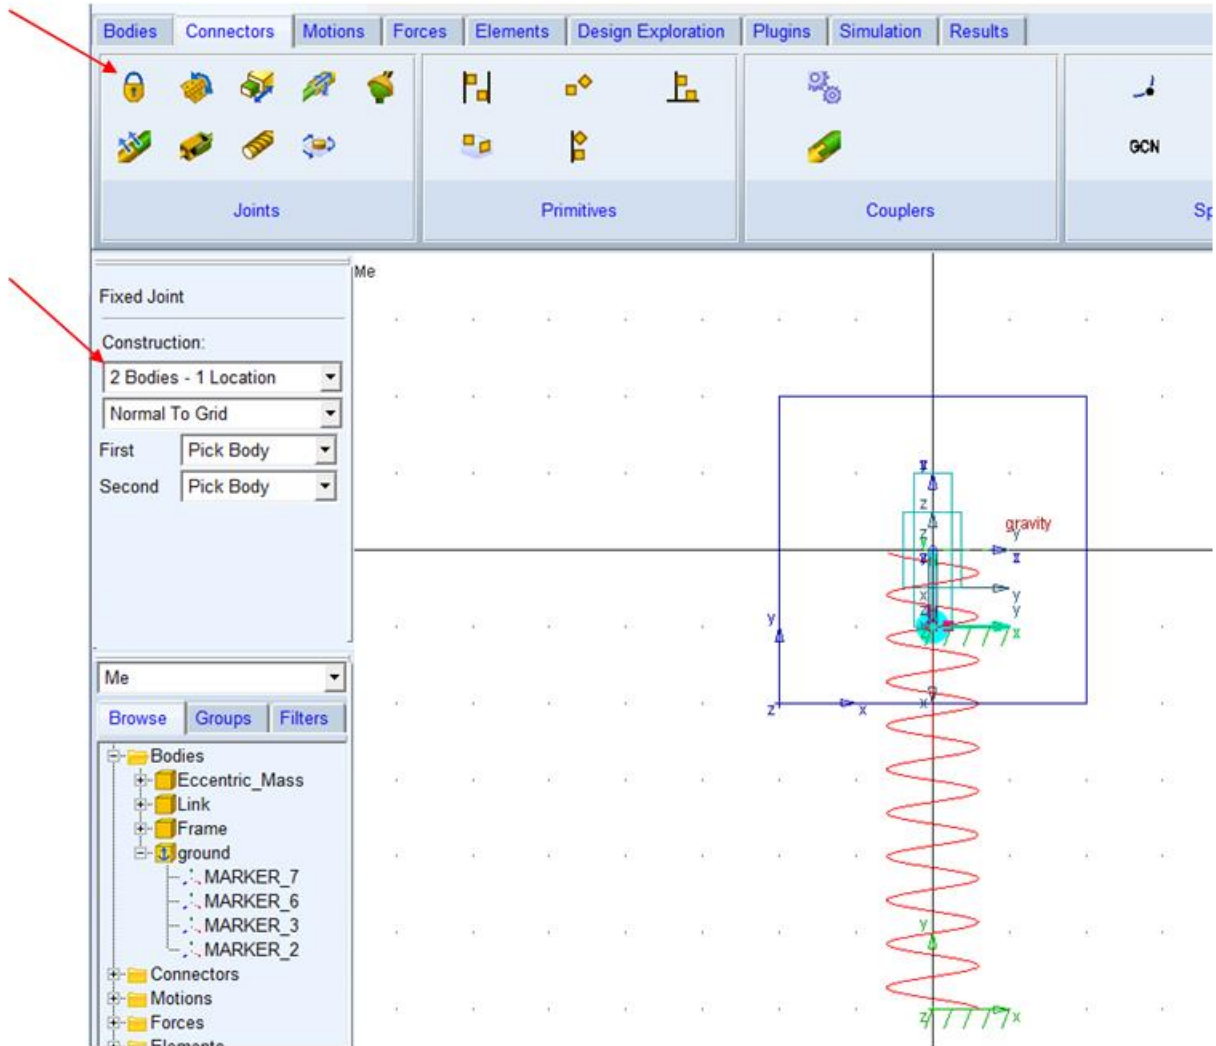 Bodies Connectors Motions Forces Elements Design Exploration Plugins Simulation Results
GCN
Joints Primitives Couplers Sp
Me
Fixed Joint
Construction:
2 Bodies - 1 Location
Normal To Grid
First Pick Body
Second Pick Body
gravity
z
y
z
x
y
y
x
y
z
x
x
y
z
x
Me
Browse Groups Filters
Bodies
Eccentric_Mass
Link
Frame
ground
MARKER_7
MARKER_6
MARKER_3
MARKER_2
Connectors
Motions
Forces
Elements